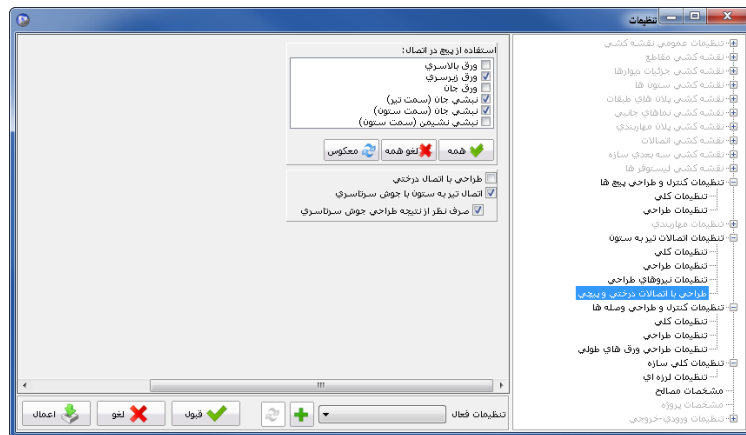 تنظیمات
تنظیمات عمومی نقشه کشی
نقشه کشی مقاطع
نقشه کشی جزئیات دیوارها
نقشه کشی ستون ها
نقشه کشی پلان های طبقات
نقشه کشی نماهای جانبی
نقشه کشی پلان مهاربندی
نقشه کشی اتصالات
نقشه کشی سه بعدی سازه
نقشه کشی لیستوفر ها
تنظیمات کنترل و طراحی پیچ ها
تنظیمات کلی
تنظیمات طراحی
تنظیمات مهاربندی
تنظیمات اتصالات تیر به ستون
تنظیمات کلی
تنظیمات طراحی
تنظیمات نیروهای طراحی
طراحی با اتصالات درختی و پیچی
تنظیمات کنترل و طراحی وصله ها
تنظیمات کلی
تنظیمات طراحی
تنظیمات طراحی ورق های طولی
تنظیمات کلی سازه
تنظیمات لرزه ای
مشخصات مصالح
مشخصات پروژه
تنظیمات ورودی-خروجی
استفاده از پیچ در اتصال:
ورق بالاسری
ورق زیرسری
ورق جان
نبشی جان (سمت تیر)
نبشی جان (سمت ستون)
نبشی نشیمن (سمت ستون)
همه
لغو همه
معکوس
طراحی با اتصال درختی
اتصال تیر به ستون با جوش سرتاسری
صرف نظر از نتیجه طراحی جوش سرتاسری
تنظیمات فعال
قبول
لغو
اعمال